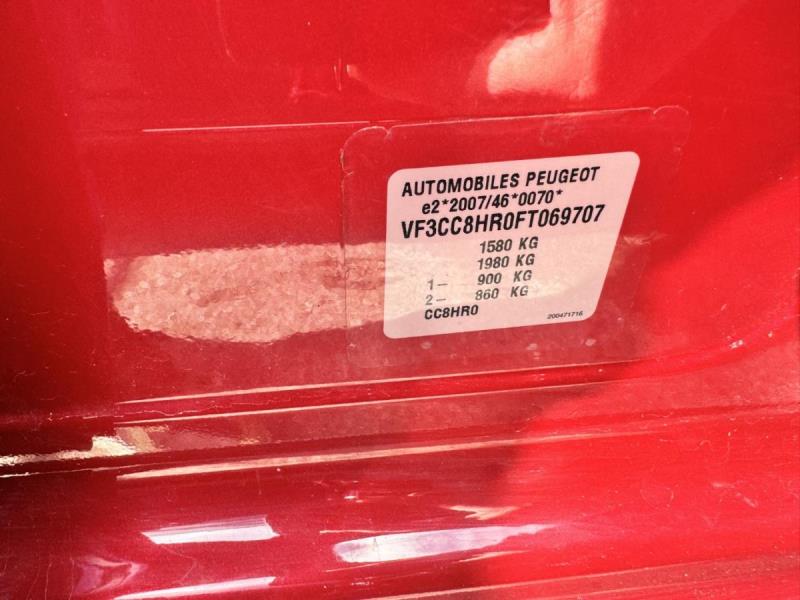 AUTOMOBILES PEUGEOT
e2*2007/46*0070*
VF3CC8HR0FT069707
1580 KG
1980 KG
1- 900 KG
2- 860 KG
CC8HR0
200471716